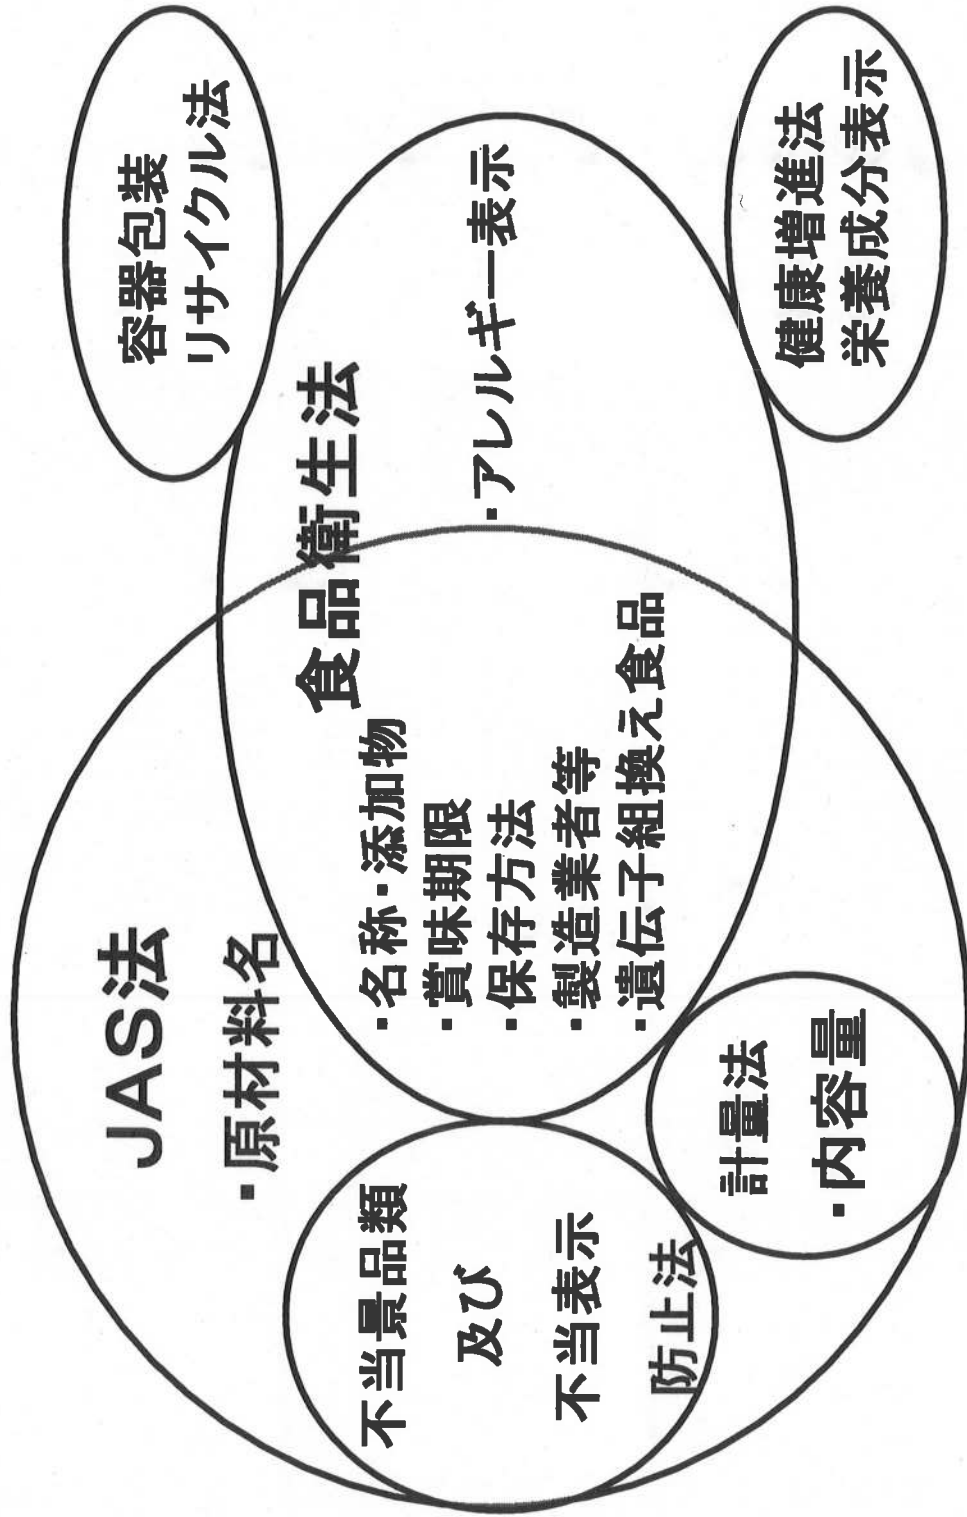 JAS法
・原材料名
食品衛生法
・名称・添加物
・賞味期限
・保存方法
・製造業者等
・遺伝子組換え食品
・アレルギー表示
不当景品類
及び
不当表示
防止法
計量法
・内容量
容器包装
リサイクル法
健康増進法
栄養成分表示